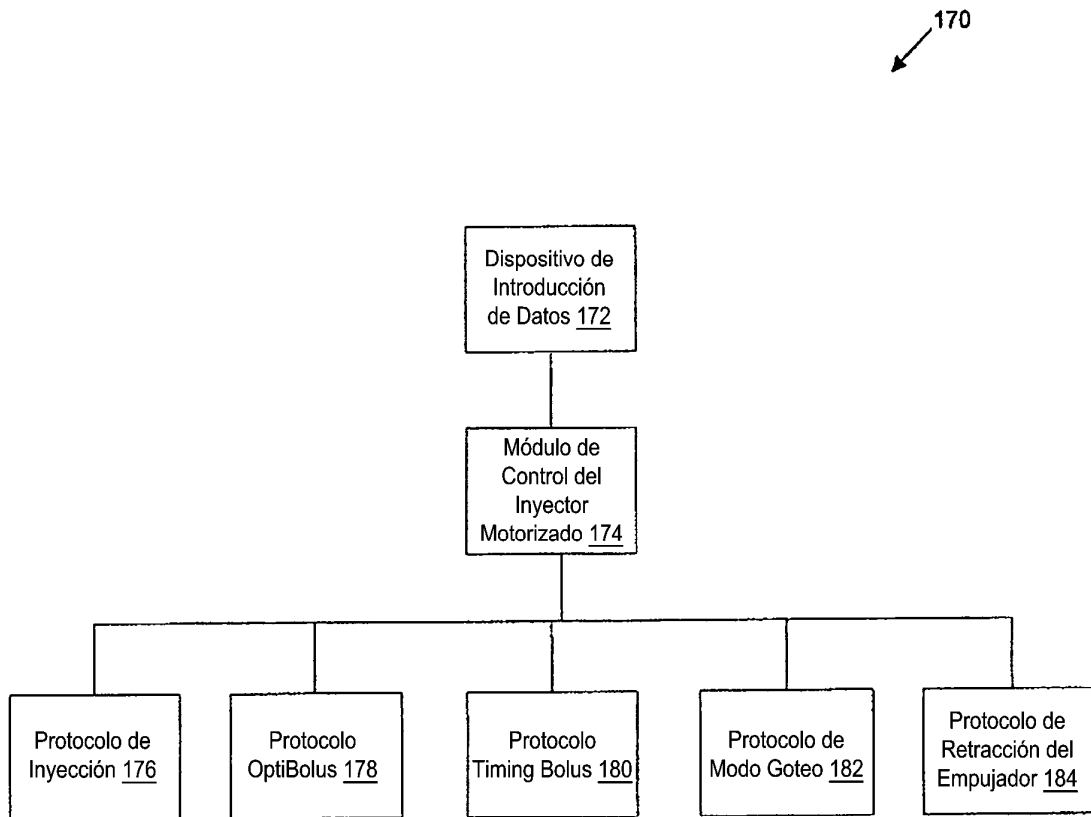 170
Dispositivo de
Introducción
de Datos 172
Módulo de
Control del
Inyector
Motorizado 174
Protocolo de
Inyección 176
Protocolo
OptiBolus 178
Protocolo
Timing Bolus 180
Protocolo de
Modo Goteo 182
Protocolo de
Retracción del
Empujador 184